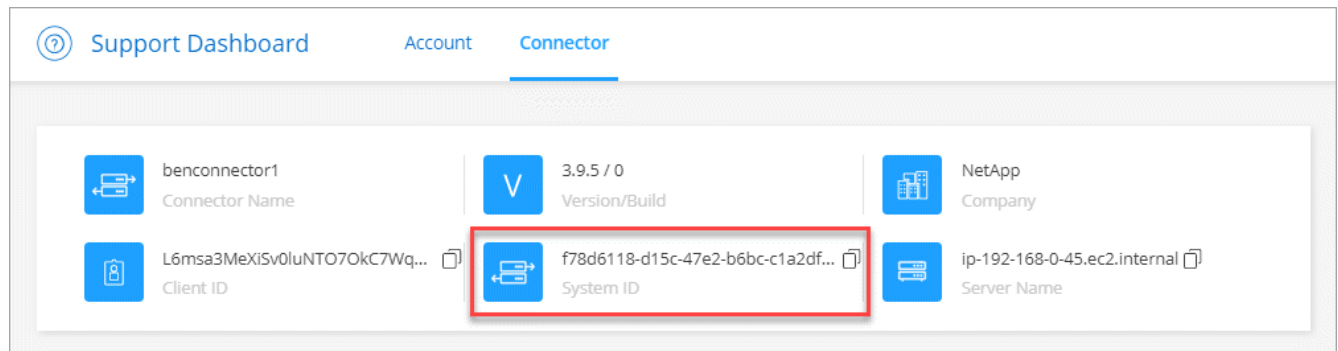 Support Dashboard Account Connector
benconnector1
Connector Name
3.9.5 / 0
Version/Build
NetApp
Company
L6msa3MeXiSv0luNTO7OkC7Wq...
Client ID
f78d6118-d15c-47e2-b6bc-c1a2df...
System ID
ip-192-168-0-45.ec2.internal
Server Name